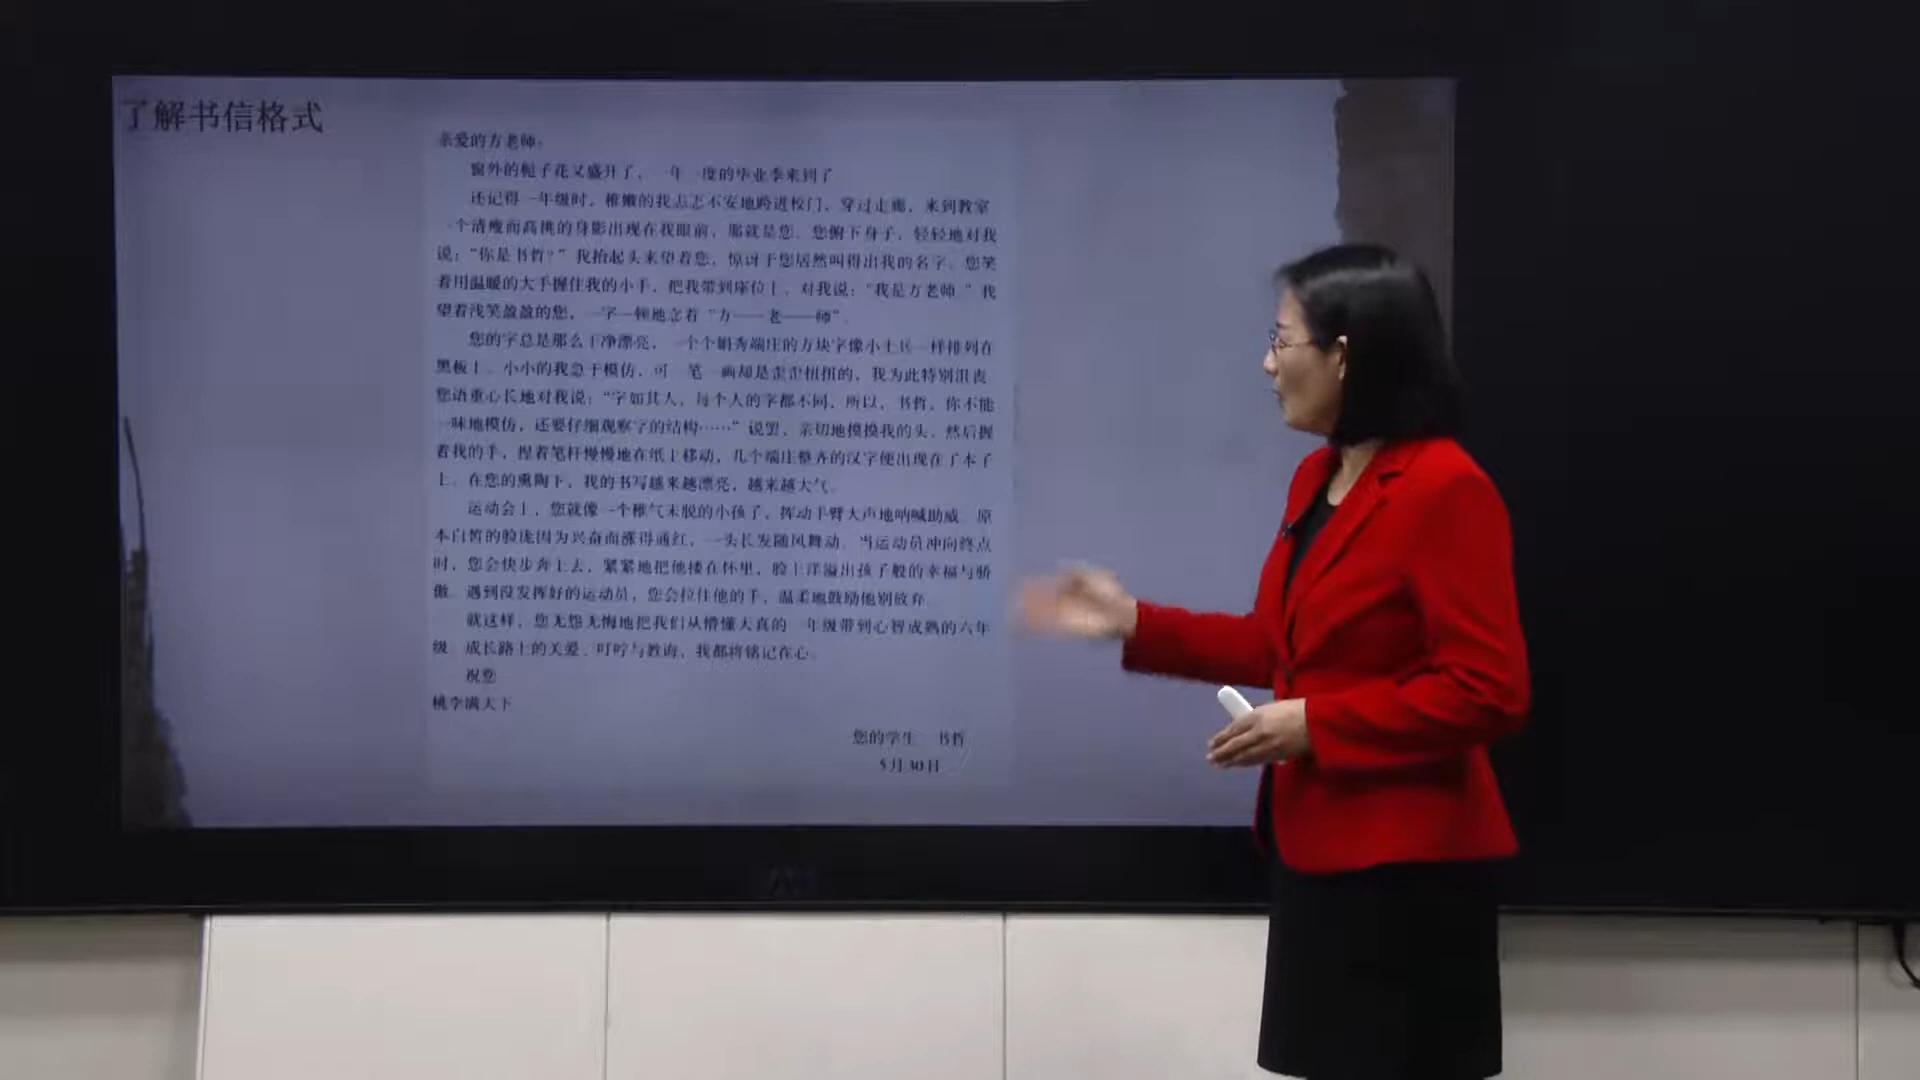 了解书信格式
亲爱的方老师:
窗外的栀子花又盛开了,一年一度的毕业季来到了
还记得一年级时,稚嫩的我忐忑不安地跨进校门,穿过走廊,来到教室
一个清瘦而高挑的身影出现在我眼前,那就是您。您俯下身子,轻轻地对我
说:“你是书哲?”我抬起头来望着您,惊讶于您居然叫得出我的名字。您笑
着用温暖的大手握住我的小手,把我带到座位上,对我说:“我是方老师。”我
望着浅笑盈盈的您,一字一顿地念着“方——老——师”。
您的字总是那么干净漂亮,一个个娟秀端庄的方块字像小士兵一样排列在
黑板上。小小的我急于模仿,可一笔一画却是歪歪扭扭的,我为此特别沮丧。
您语重心长地对我说:“字如其人,每个人的字都不同,所以,书哲,你不能
一味地模仿,还要仔细观察字的结构……”说罢,亲切地摸摸我的头,然后握
着我的手,捏着笔杆慢慢地在纸上移动,几个端庄整齐的汉字便出现在了本子
上。在您的熏陶下,我的书写越来越漂亮,越来越大气。
运动会上,您就像一个稚气未脱的小孩子,挥动手臂大声地呐喊助威。原
本白皙的脸庞因为兴奋而涨得通红,一头长发随风舞动。当运动员冲向终点
时,您会快步奔上去,紧紧地把他搂在怀里,脸上洋溢出孩子般的幸福与骄
傲。遇到没发挥好的运动员,您会拉住他的手,温柔地鼓励他别放弃。
就这样,您无怨无悔地把我们从懵懂天真的一年级带到心智成熟的六年
级。成长路上的关爱、叮咛与教诲,我都将铭记在心。
祝您
桃李满天下
您的学生 书哲
5月30日